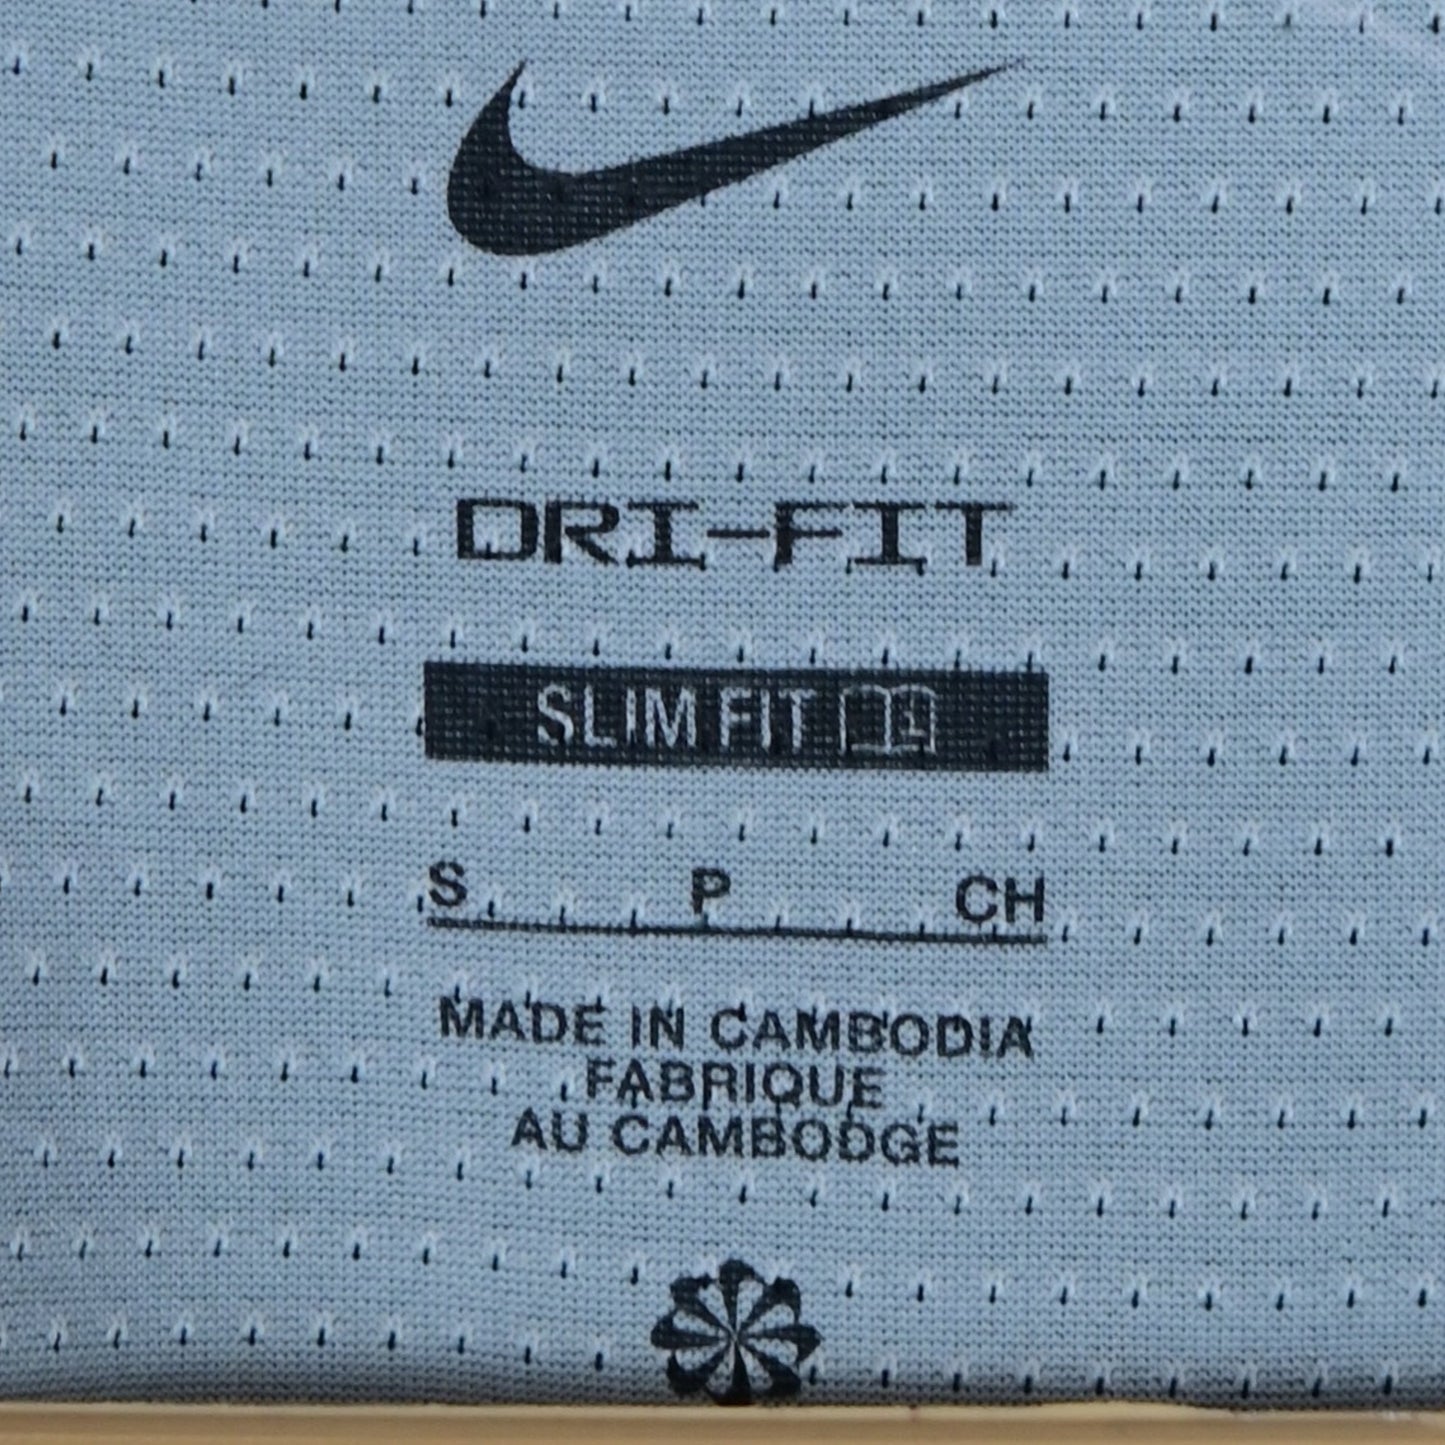 DRI-FIT
SLIM FIT
S P CH
MADE IN CAMBODIA
FABRIQUE
AU CAMBODGE